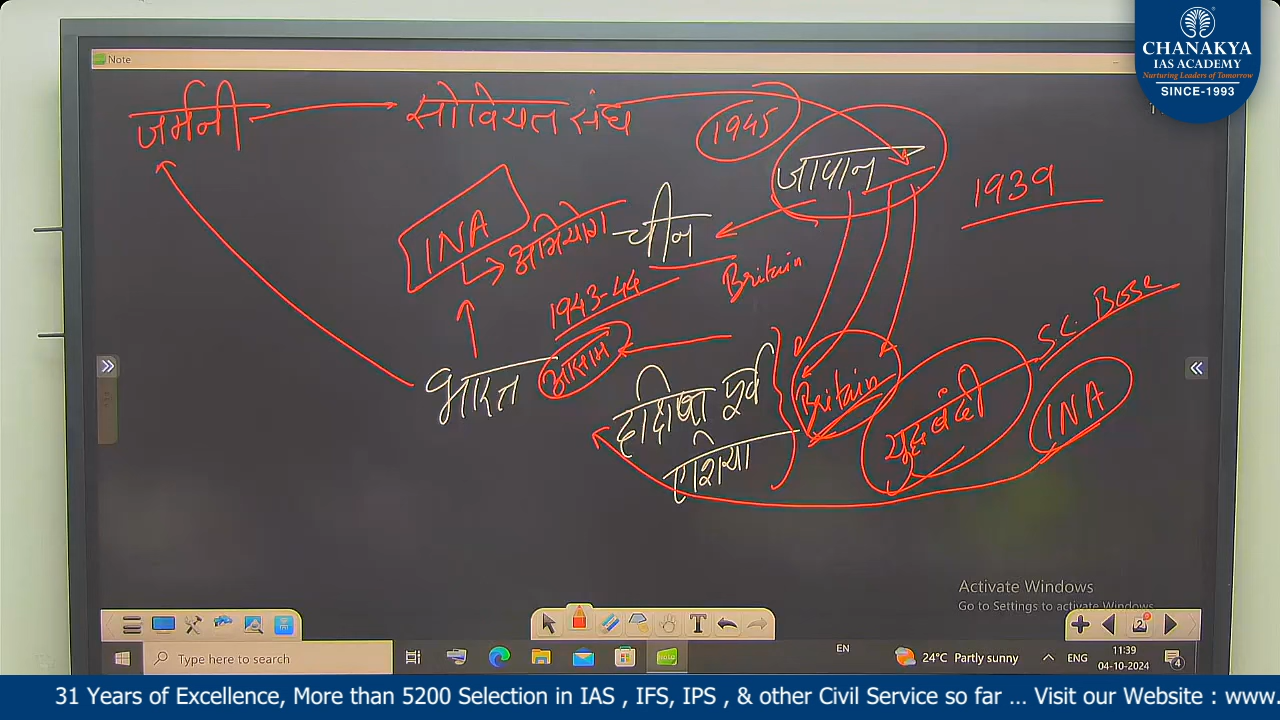 Note
CHANAKYA
IAS ACADEMY
Nurturing Leaders of Tomorrow
SINCE-1993
जर्मनी
सोवियत संघ
1945
जापान
1939
INA
अभियोग
चीन
1943-44
Britain
S.C. Bose
भारत
आसाम
दक्षिण पूर्व
एशिया
Britain
युद्धबंदी
INA
Activate Windows
Go to Settings to activate Windows.
Type here to search
EN
24°C Partly sunny
ENG
11:39
04-10-2024
2
4
31 Years of Excellence, More than 5200 Selection in IAS , IFS, IPS , & other Civil Service so far ... Visit our Website : www.